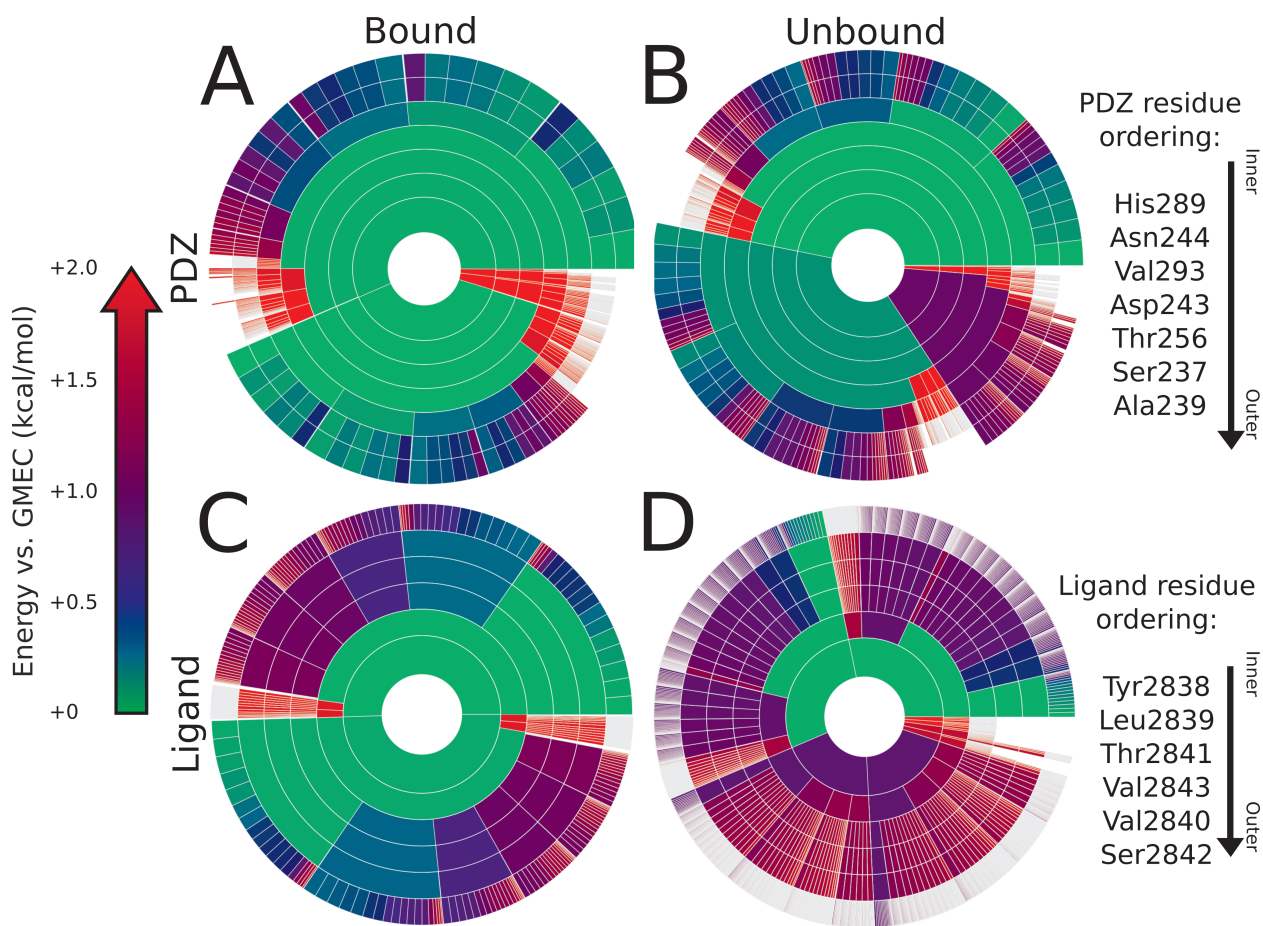 Bound
Unbound
A
B
PDZ
Energy vs. GMEC (kcal/mol)
+2.0
+1.5
+1.0
+0.5
+0
PDZ residue
ordering:
Inner
His289
Asn244
Val293
Asp243
Thr256
Ser237
Ala239
Outer
C
D
Ligand
Ligand residue
ordering:
Inner
Tyr2838
Leu2839
Thr2841
Val2843
Val2840
Ser2842
Outer